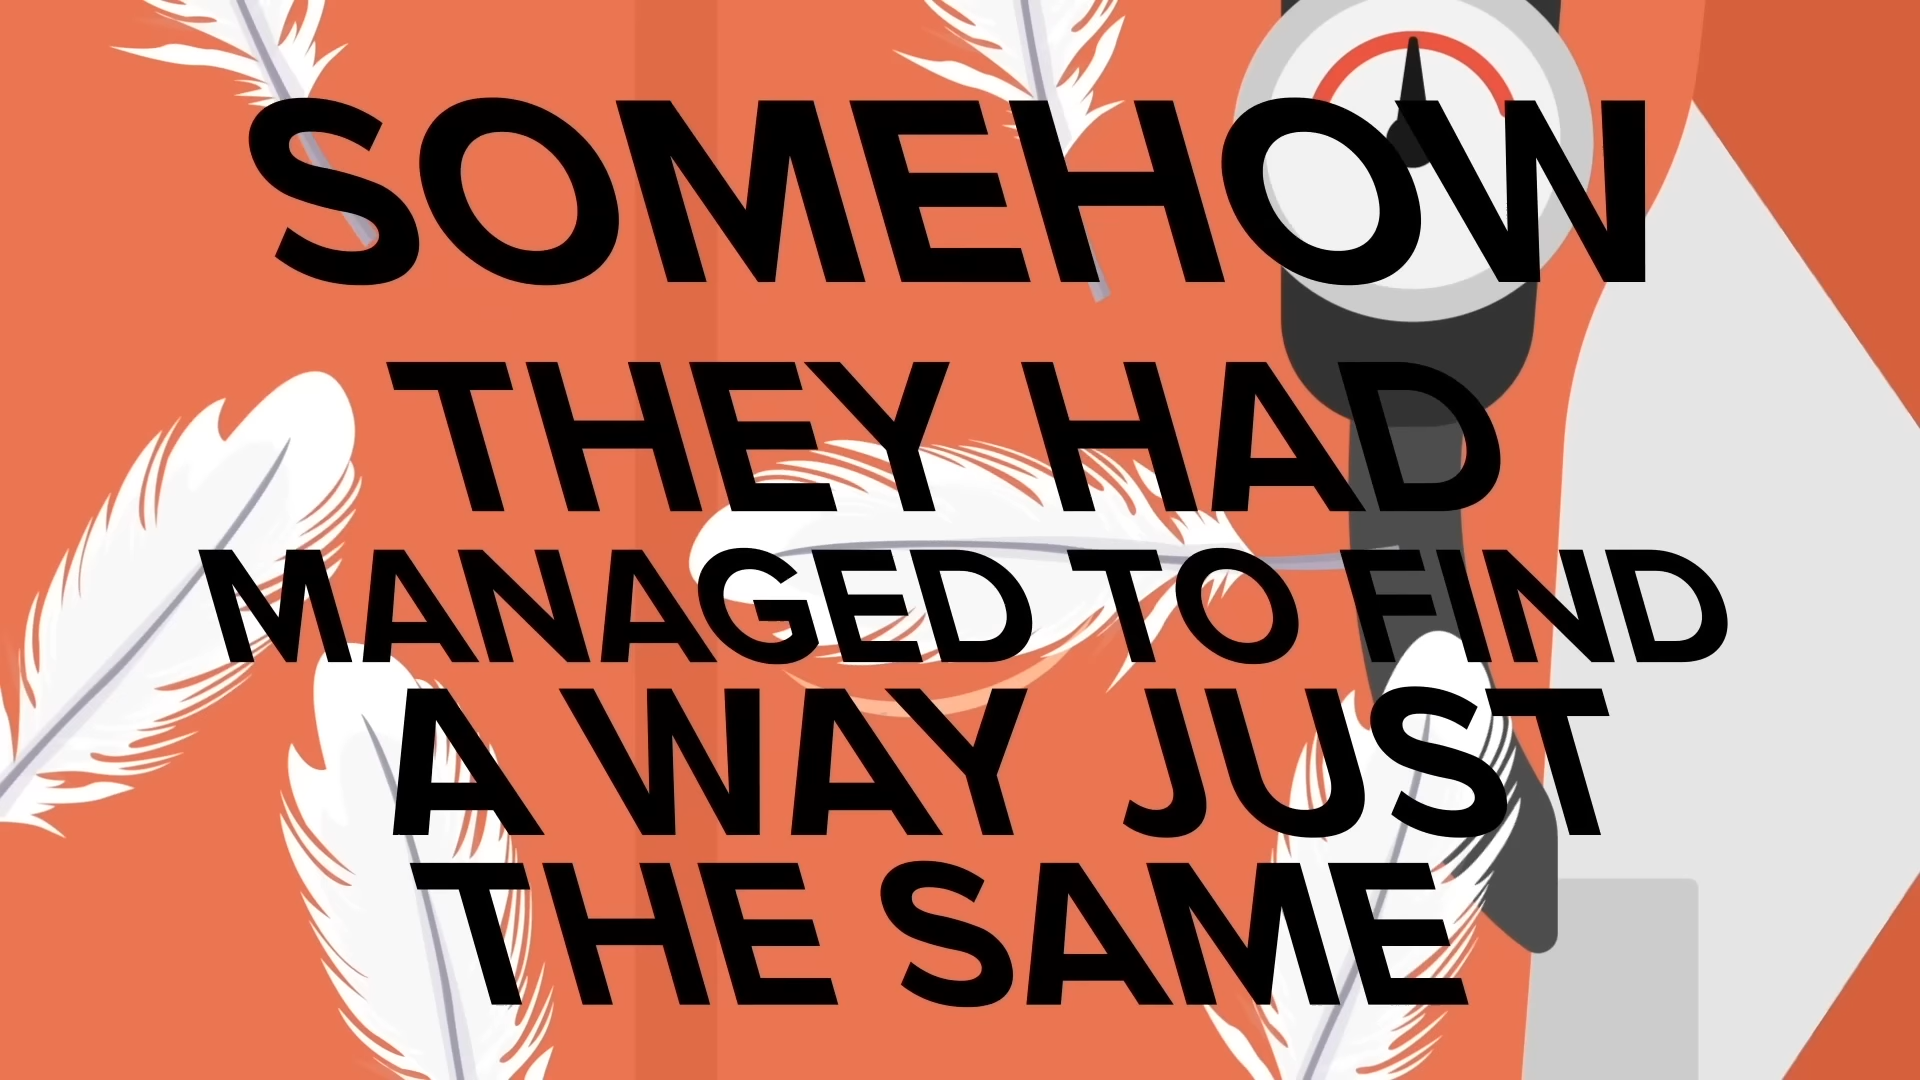 SOMEHOW
THEY HAD
MANAGED TO FIND
A WAY JUST
THE SAME